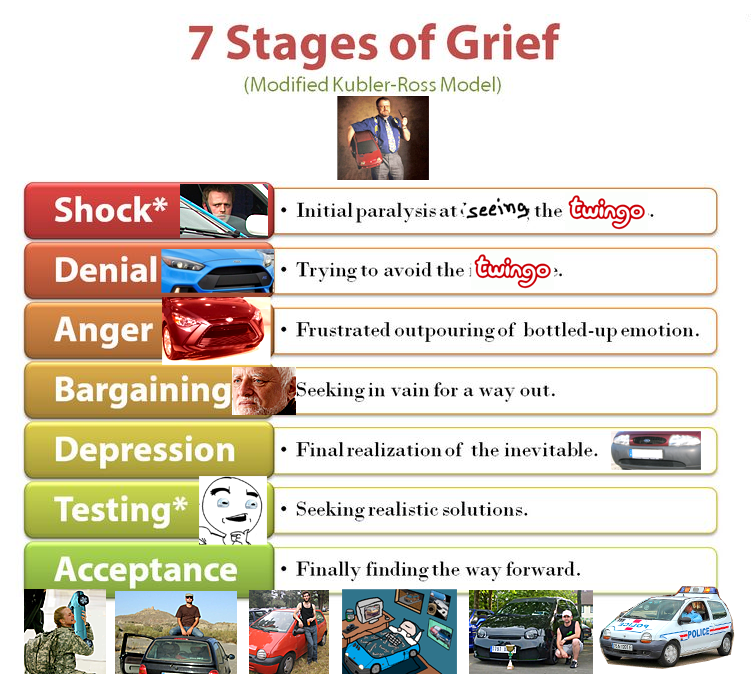 7 Stages of Grief
(Modified Kubler-Ross Model)
Shock* • Initial paralysis at seeing the twingo.
Denial • Trying to avoid the twingo.
Anger • Frustrated outpouring of bottled-up emotion.
Bargaining Seeking in vain for a way out.
Depression • Final realization of the inevitable.
Testing* • Seeking realistic solutions.
Acceptance • Finally finding the way forward.
POLICE